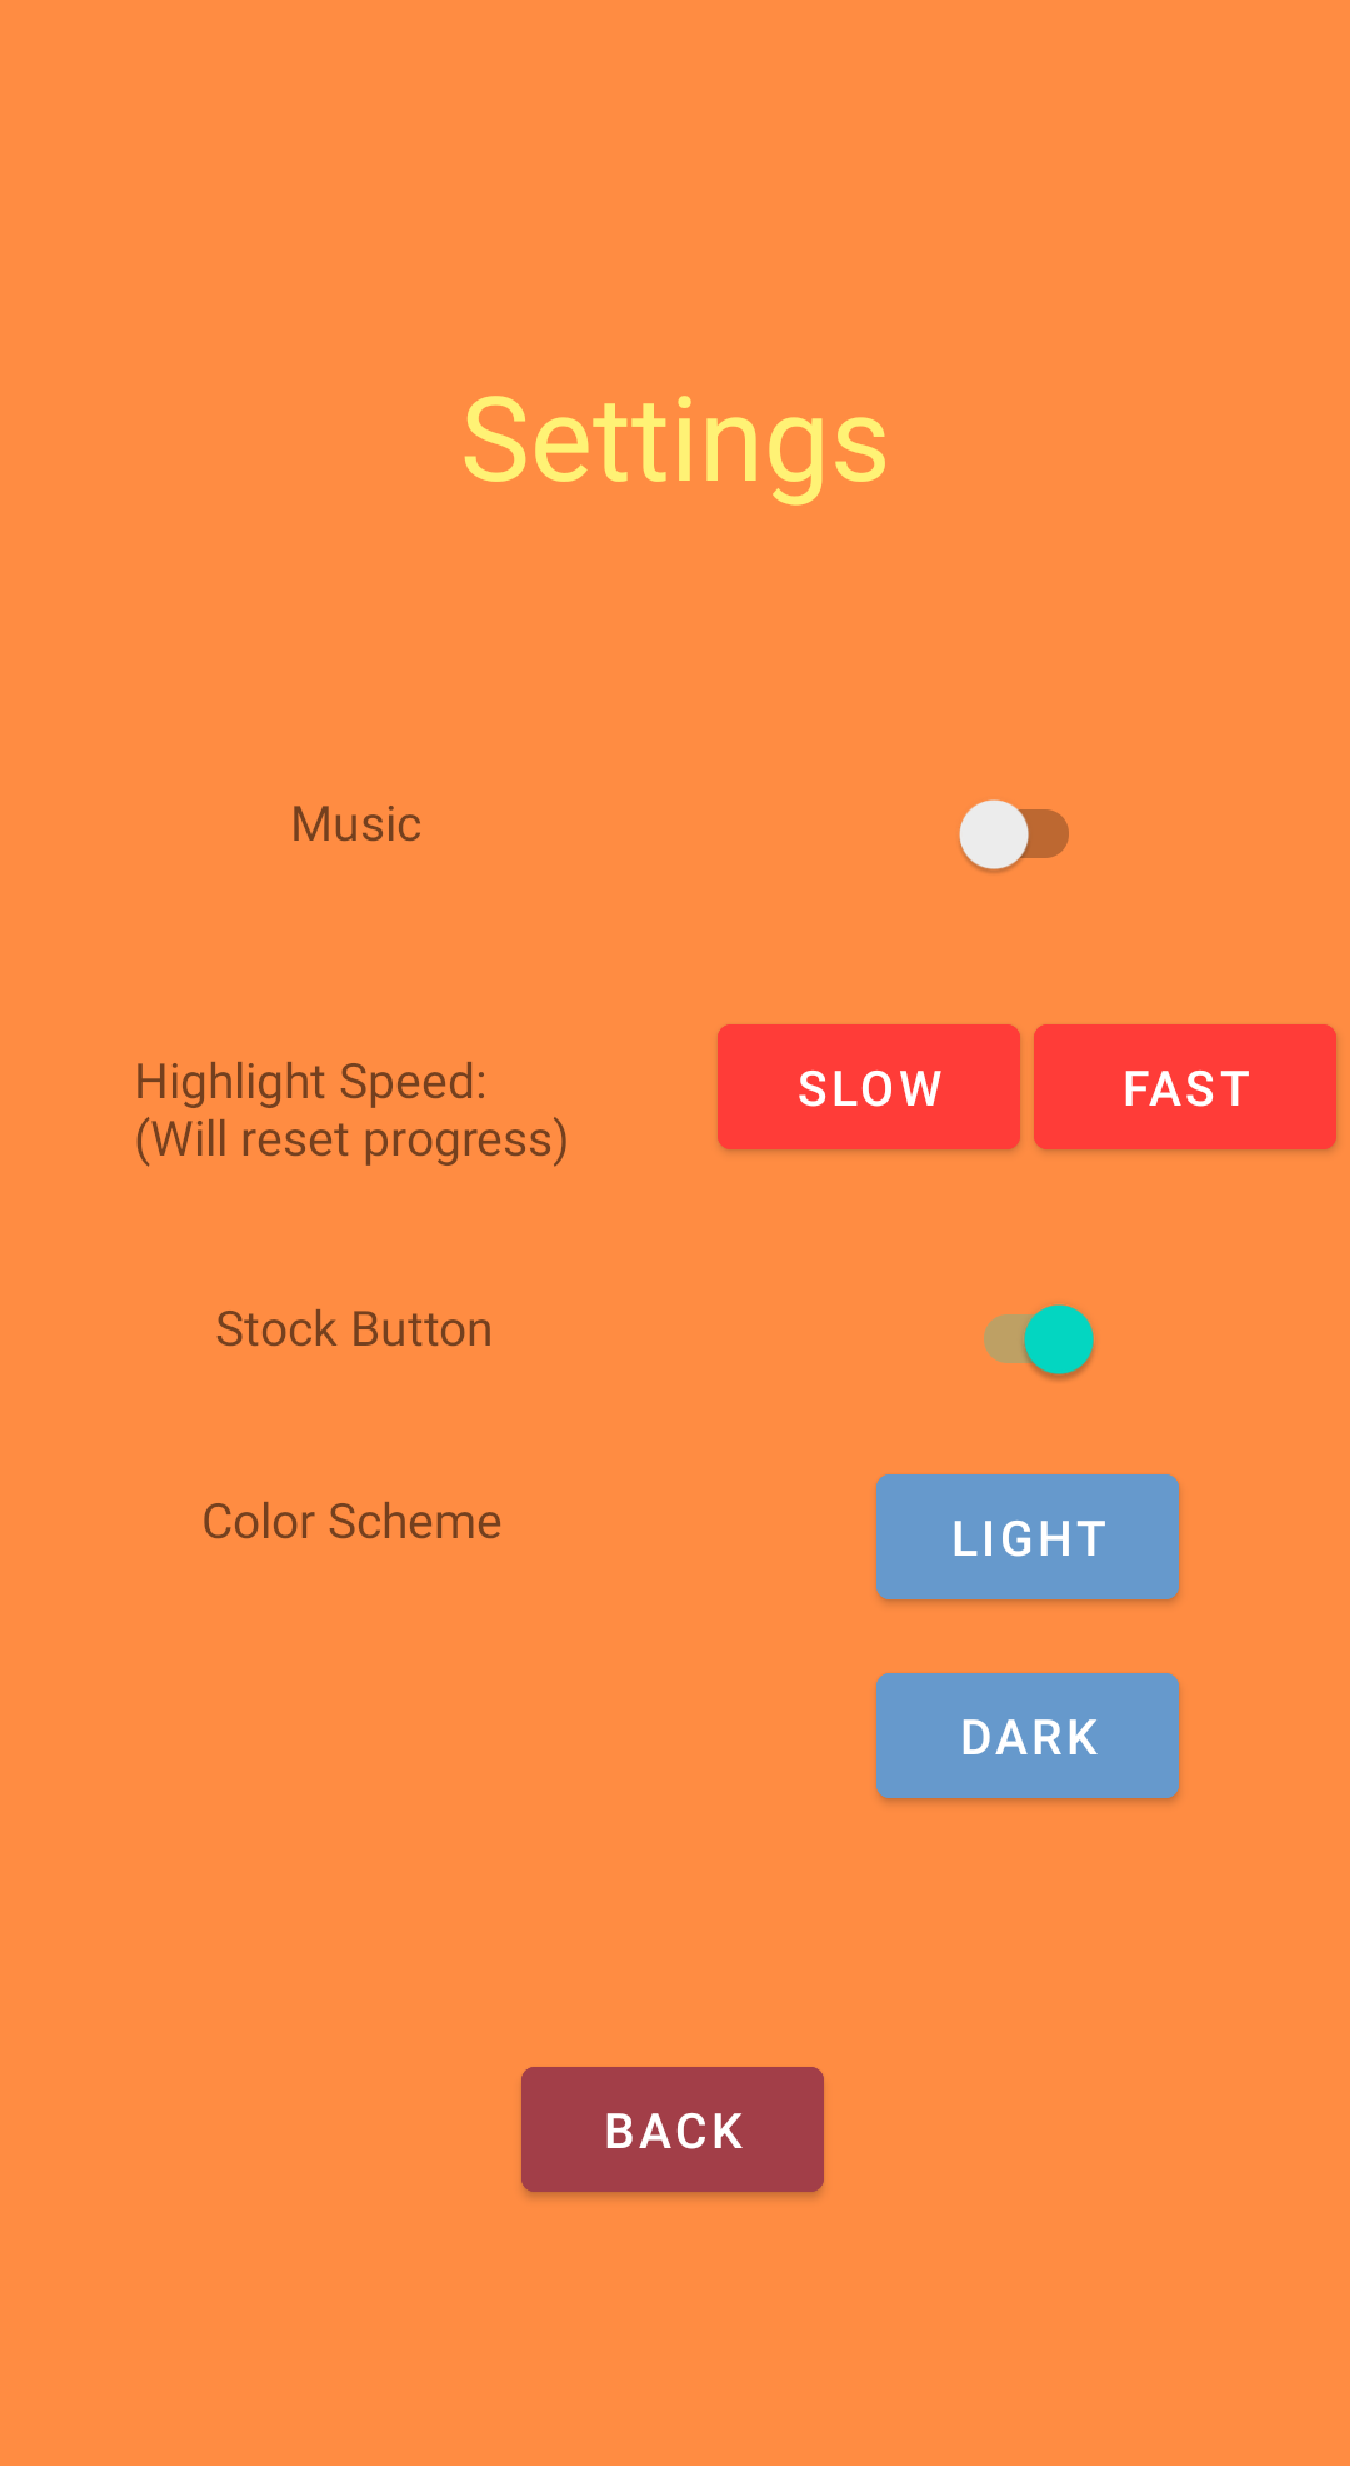 Settings
Music
Highlight Speed:
(Will reset progress)
SLOW
FAST
Stock Button
Color Scheme
LIGHT
DARK
BACK